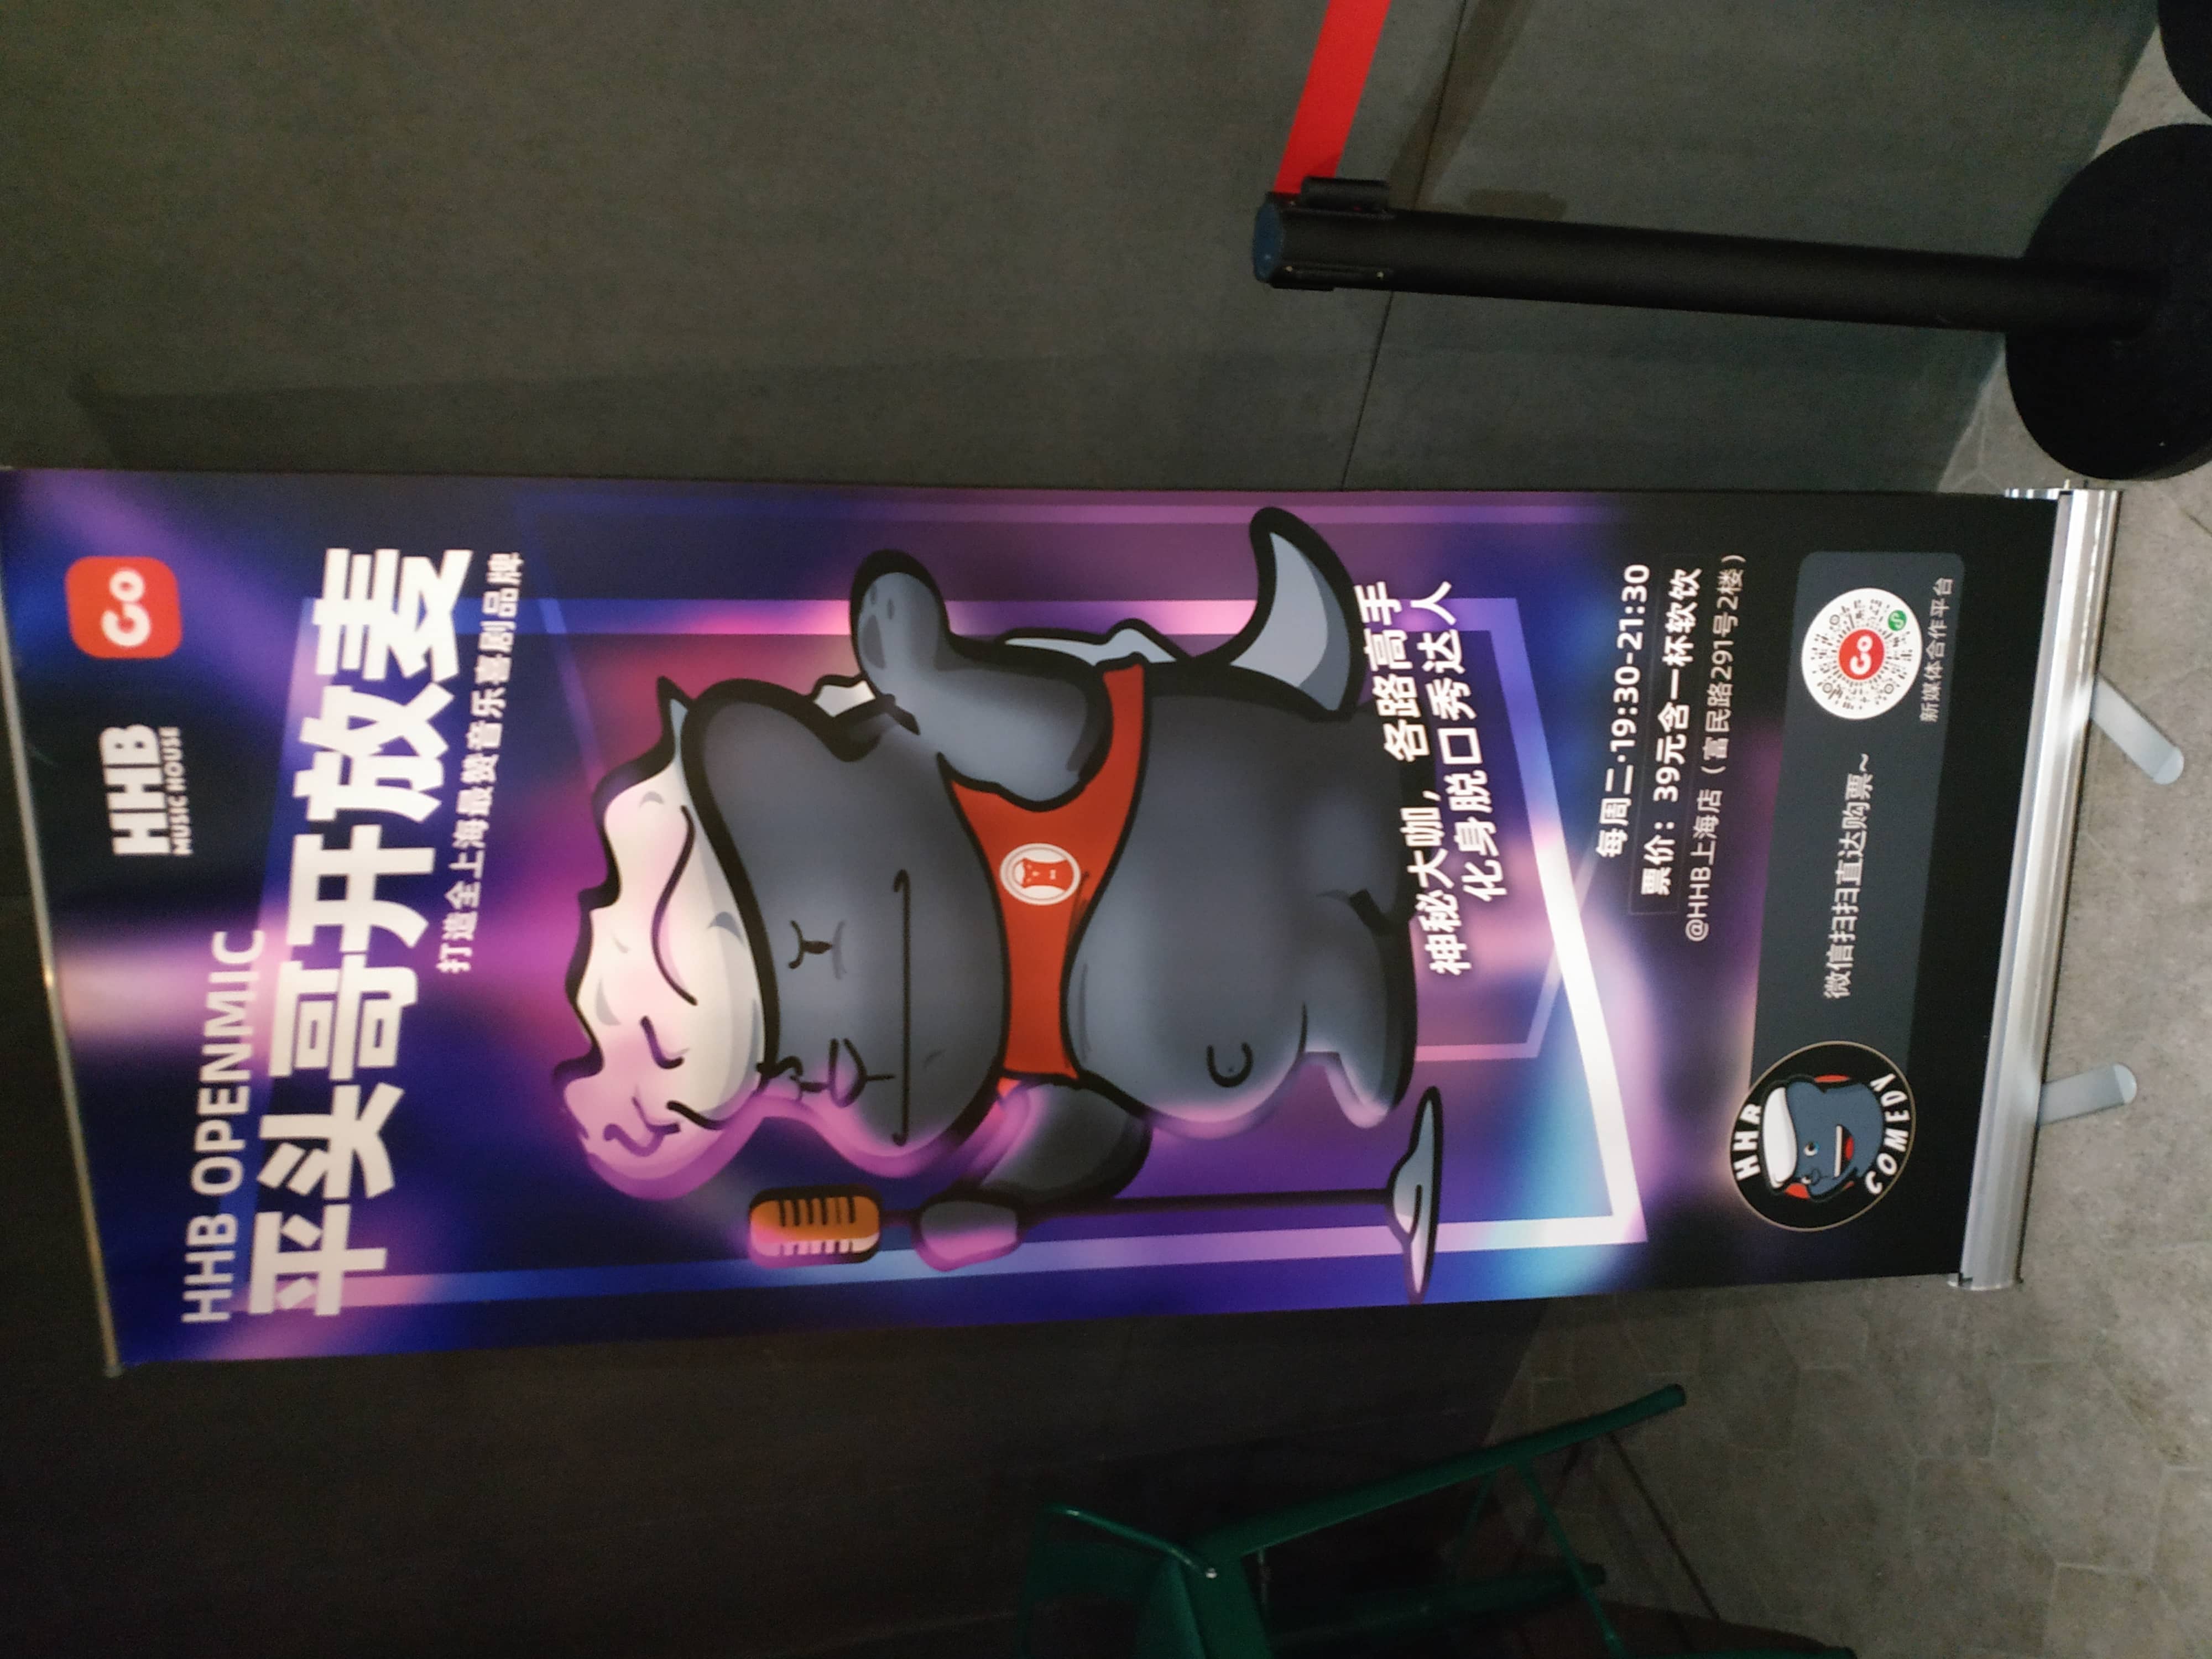 HHB
MUSIC HOUSE
Go
HHB OPENMIC
平头哥开放麦
打造全上海最赞音乐喜剧品牌
神秘大咖，各路高手
化身脱口秀达人
每周二·19:30-21:30
票价：39元含一杯软饮
@HHB上海店（富民路291号2楼）
HHB
COMEDY
微信扫扫直达购票~
Go
新媒体合作平台